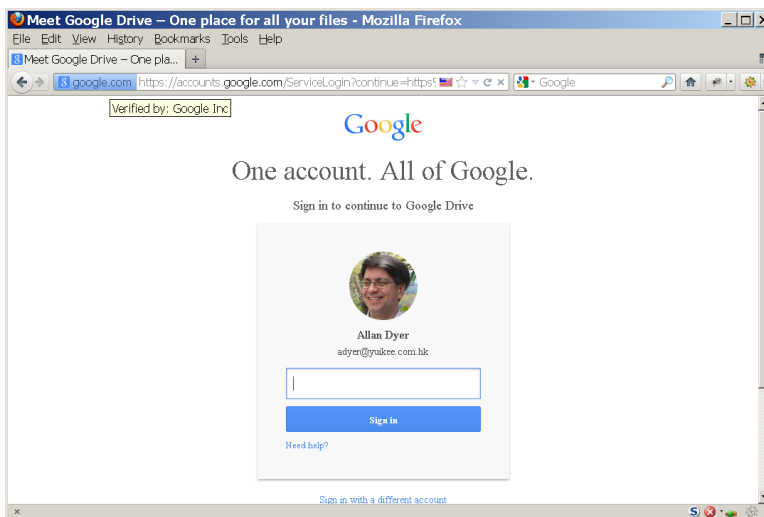 Meet Google Drive – One place for all your files - Mozilla Firefox
File Edit View History Bookmarks Tools Help
Meet Google Drive – One pla... +
google.com https://accounts.google.com/ServiceLogin?continue=https% Google
Verified by: Google Inc
Google
One account. All of Google.
Sign in to continue to Google Drive
Allan Dyer
adyer@yuikee.com.hk
Sign in
Need help?
Sign in with a different account